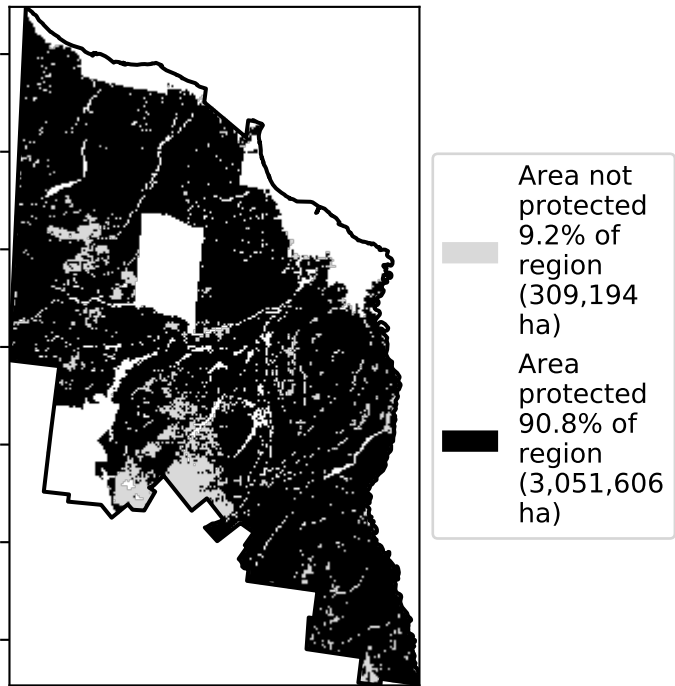 Area not
protected
9.2% of
region
(309,194
ha)
Area
protected
90.8% of
region
(3,051,606
ha)